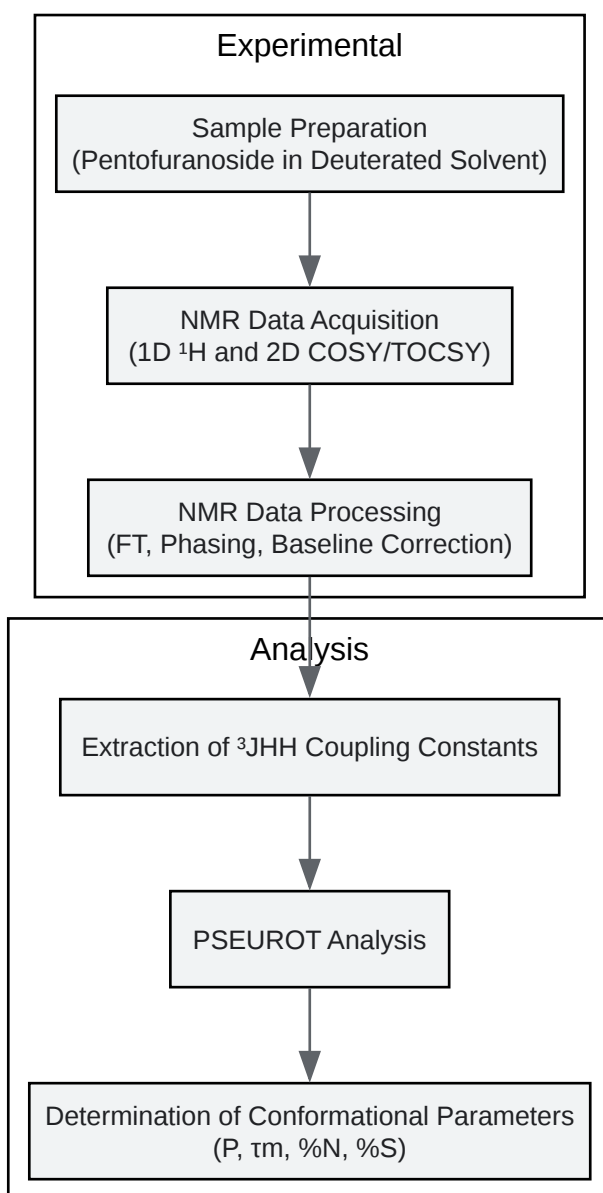 Experimental
Sample Preparation
(Pentofuranoside in Deuterated Solvent)
NMR Data Acquisition
(1D ¹H and 2D COSY/TOCSY)
NMR Data Processing
(FT, Phasing, Baseline Correction)
Analysis
Extraction of ³JHH Coupling Constants
PSEUROT Analysis
Determination of Conformational Parameters
(P, τm, %N, %S)